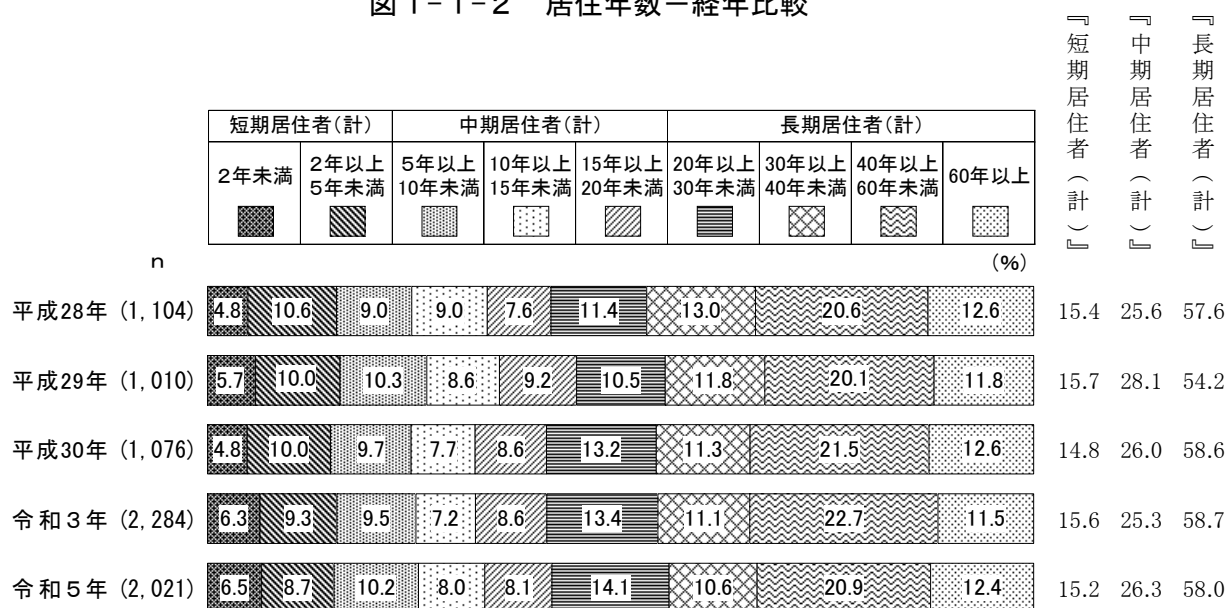 図1-1-2 居住年数－経年比較
『短期居住者（計）』
『中期居住者（計）』
『長期居住者（計）』
短期居住者（計） 中期居住者（計） 長期居住者（計）
2年未満 2年以上5年未満 5年以上10年未満 10年以上15年未満 15年以上20年未満 20年以上30年未満 30年以上40年未満 40年以上60年未満 60年以上
n (%)
平成28年 (1,104) 4.8 10.6 9.0 9.0 7.6 11.4 13.0 20.6 12.6 15.4 25.6 57.6
平成29年 (1,010) 5.7 10.0 10.3 8.6 9.2 10.5 11.8 20.1 11.8 15.7 28.1 54.2
平成30年 (1,076) 4.8 10.0 9.7 7.7 8.6 13.2 11.3 21.5 12.6 14.8 26.0 58.6
令和3年 (2,284) 6.3 9.3 9.5 7.2 8.6 13.4 11.1 22.7 11.5 15.6 25.3 58.7
令和5年 (2,021) 6.5 8.7 10.2 8.0 8.1 14.1 10.6 20.9 12.4 15.2 26.3 58.0